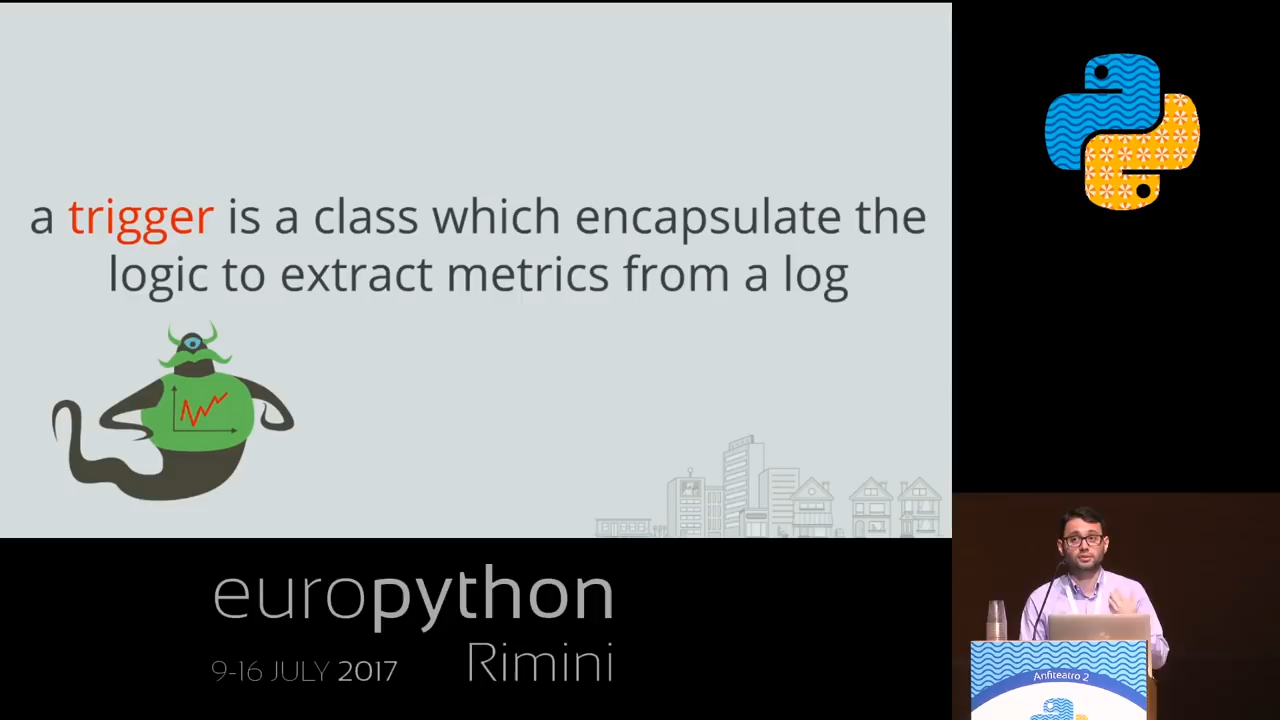 a trigger is a class which encapsulate the
logic to extract metrics from a log
europython
9-16 JULY 2017 Rimini
Anfiteatro 2